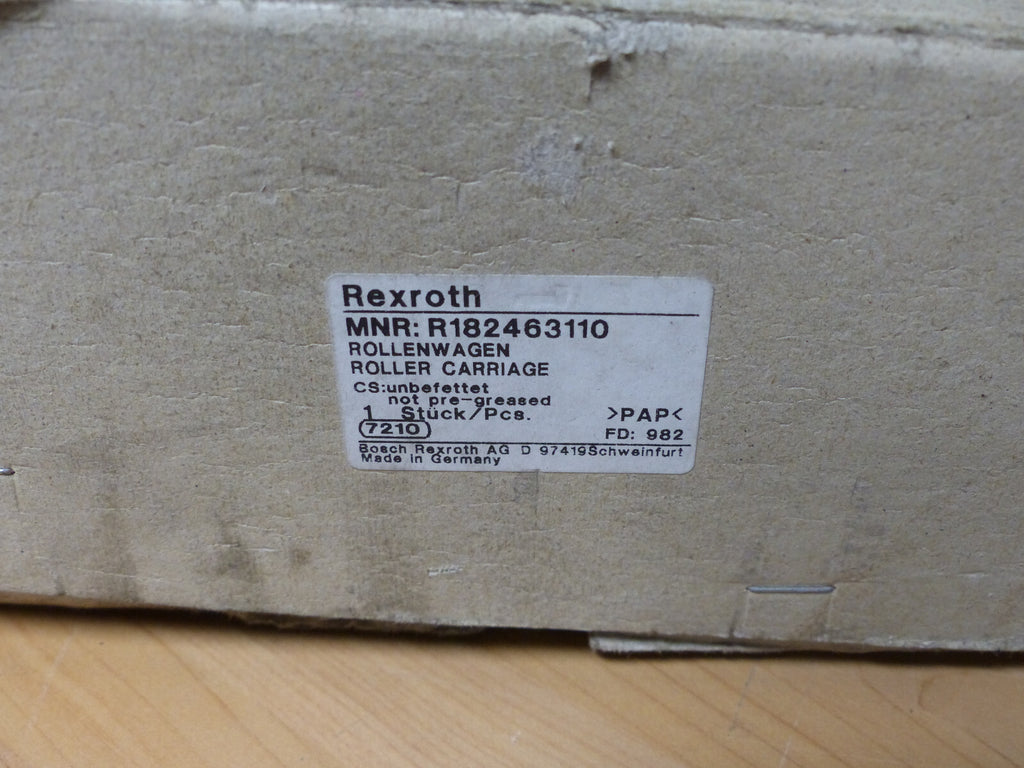 Rexroth
MNR: R182463110
ROLLENWAGEN
ROLLER CARRIAGE
CS:unbefettet
not pre-greased
1 Stück/Pcs. >PAP<
7210 FD: 982
Bosch Rexroth AG D 97419Schweinfurt
Made in Germany